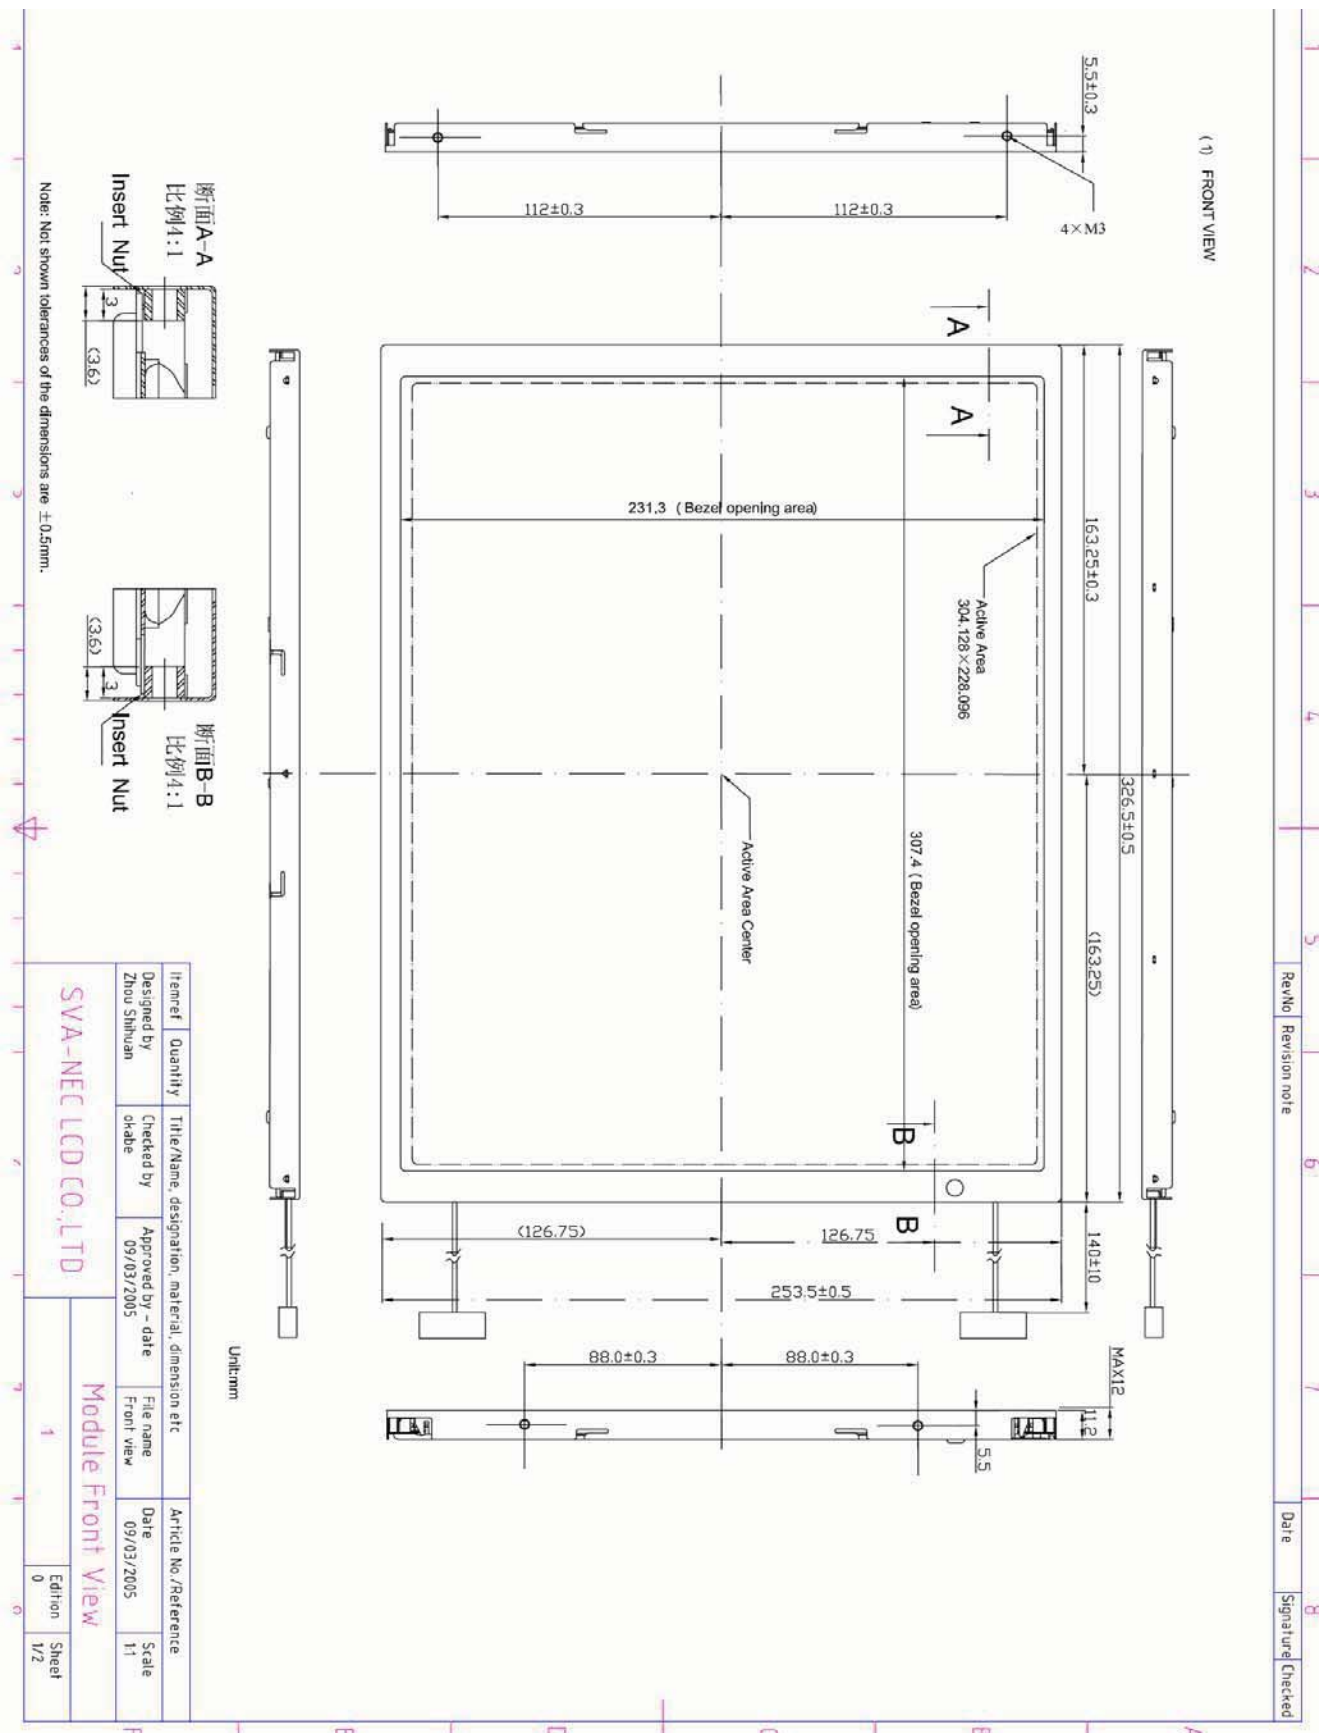 (1) FRONT VIEW
5.5±0.3
4×M3
112±0.3
112±0.3
A
A
163.25±0.3
(163.25)
326.5±0.5
140±10
231.3 ( Bezel opening area)
Active Area
304.128×228.096
307.4 ( Bezel opening area)
Active Area Center
B
B
(126.75)
126.75
253.5±0.5
88.0±0.3
88.0±0.3
MAX12
11.2
5.5
断面A-A
比例4:1
Insert Nut
3
(3.6)
断面B-B
比例4:1
Insert Nut
3
(3.6)
Note: Not shown tolerances of the dimensions are ±0.5mm.
Unit:mm
RevNo Revision note Date Signature Checked
Itemref Quantity Title/Name, designation, material, dimension etc Article No./Reference
Designed by Checked by Approved by - date File name Date Scale
Zhou Shihuan okabe 09/03/2005 Front view 09/03/2005 1:1
SVA-NEC LCD CO.,LTD
Module Front View
1
Edition Sheet
0 1/2
2
3
4
5
6
7
8